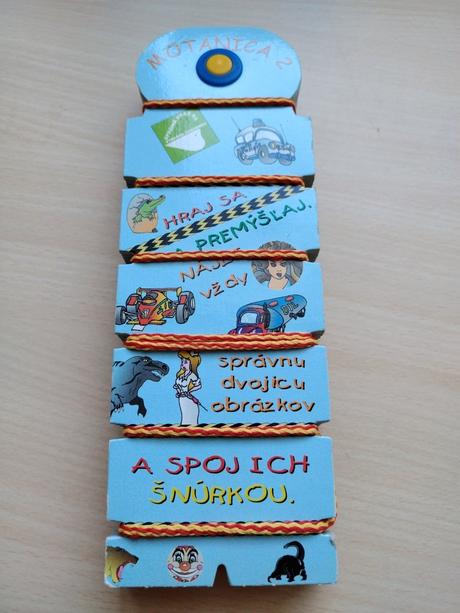 MOTANICA 2
HRAJ SA
A PREMÝŠĽAJ.
NÁJDI
vždy
správnu
dvojicu
obrázkov
A SPOJ ICH
ŠNÚRKOU.